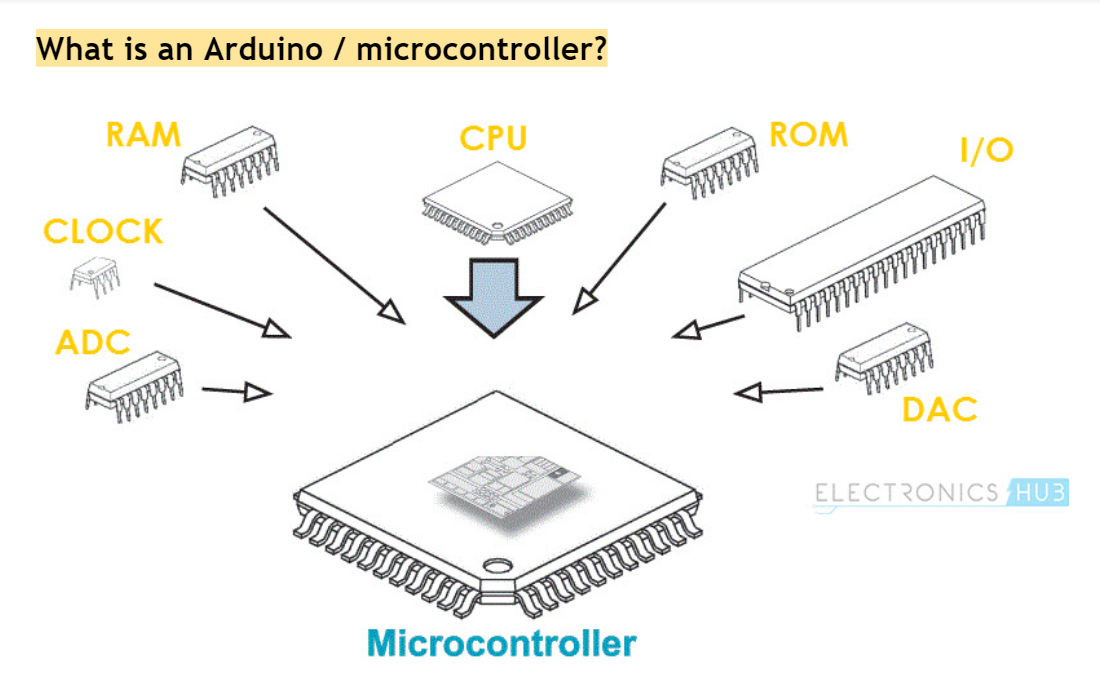 What is an Arduino / microcontroller?
RAM
CPU
ROM
I/O
CLOCK
ADC
DAC
ELECTRONICS HUB
Microcontroller